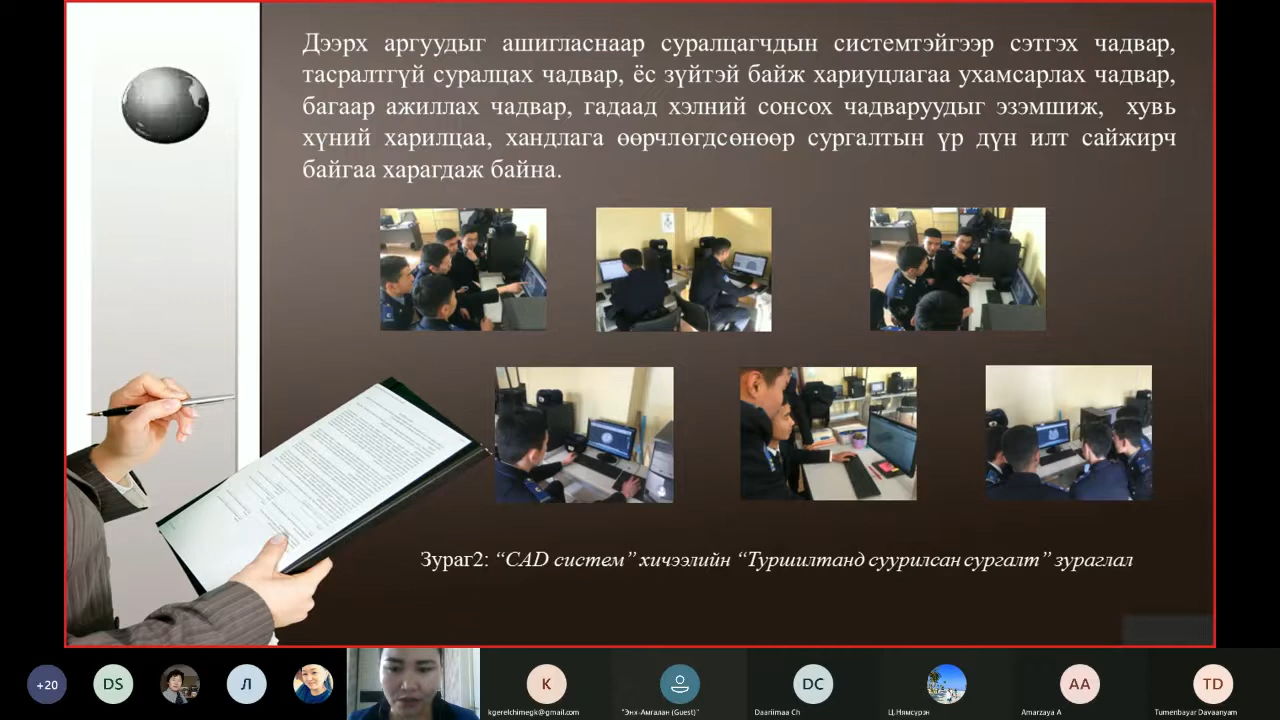 Дээрх аргуудыг ашигласнаар суралцагчдын системтэйгээр сэтгэх чадвар,
тасралтгүй суралцах чадвар, ёс зүйтэй байж хариуцлагаа ухамсарлах чадвар,
багаар ажиллах чадвар, гадаад хэлний сонсох чадваруудыг эзэмшиж, хувь
хүний харилцаа, хандлага өөрчлөгдсөнөөр сургалтын үр дүн илт сайжирч
байгаа харагдаж байна.
Зураг2: “CAD систем” хичээлийн “Туршилтанд суурилсан сургалт” зураглал
+20
DS
Л
K
DC
AA
TD
kgerelchimegk@gmail.com
"Энх-Амгалан (Guest)"
Daariimaa Ch
Ц.Нямсүрэн
Amarzaya A
Tumenbayar Davaanyam